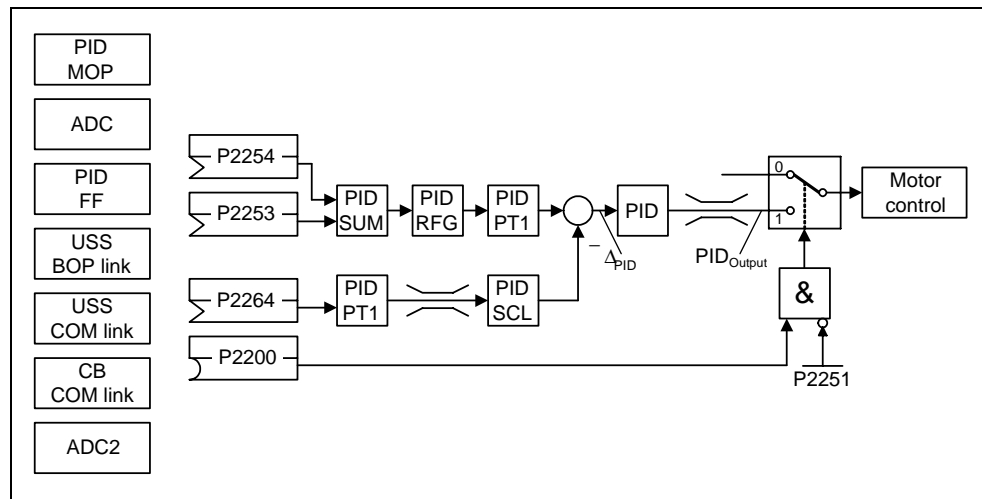 PID
MOP
ADC
PID
FF
USS
BOP link
USS
COM link
CB
COM link
ADC2
P2254
P2253
P2264
P2200
PID
SUM
PID
RFG
PID
PT1
PID
PT1
PID
SCL
−
ΔPID
PID
PIDOutput
0
1
&
P2251
Motor
control